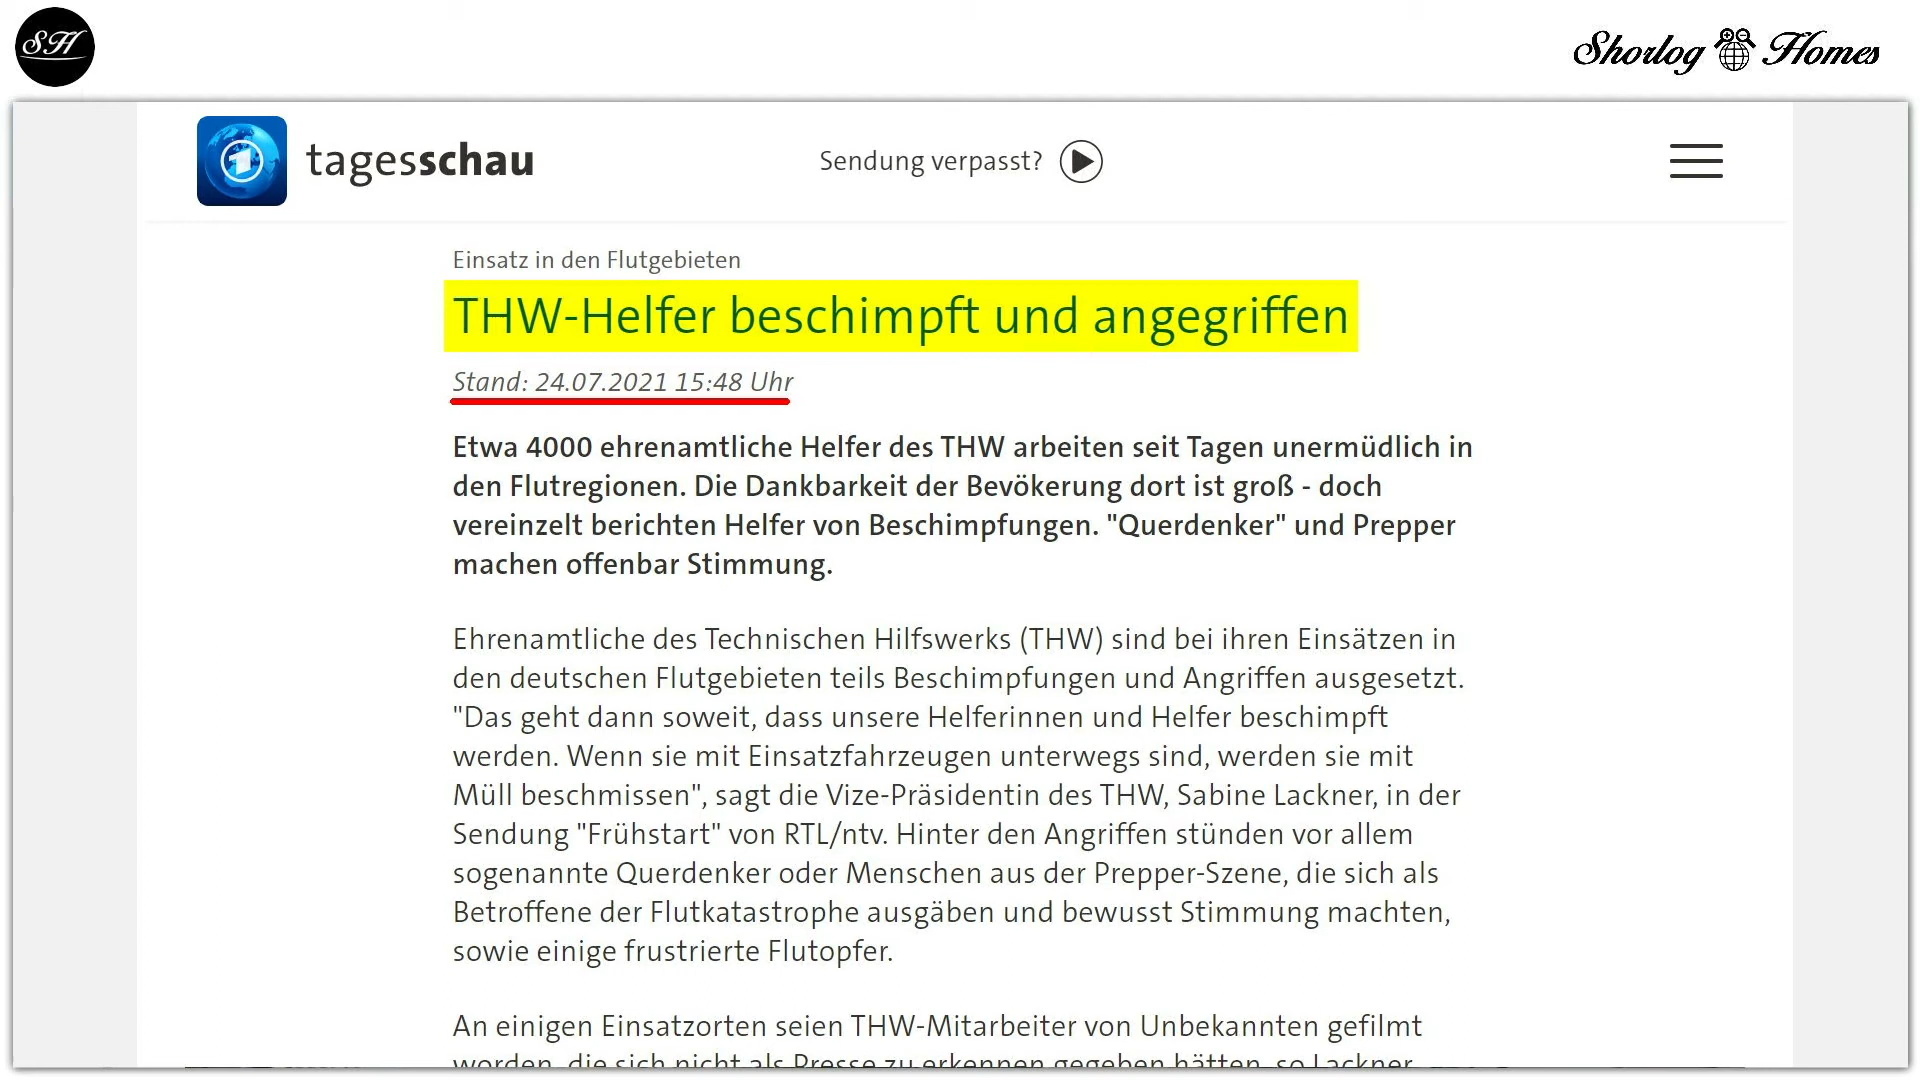 SH
Shorlog Homes
1
tagesschau
Sendung verpasst?
Einsatz in den Flutgebieten
THW-Helfer beschimpft und angegriffen
Stand: 24.07.2021 15:48 Uhr
Etwa 4000 ehrenamtliche Helfer des THW arbeiten seit Tagen unermüdlich in
den Flutregionen. Die Dankbarkeit der Bevökerung dort ist groß - doch
vereinzelt berichten Helfer von Beschimpfungen. "Querdenker" und Prepper
machen offenbar Stimmung.
Ehrenamtliche des Technischen Hilfswerks (THW) sind bei ihren Einsätzen in
den deutschen Flutgebieten teils Beschimpfungen und Angriffen ausgesetzt.
"Das geht dann soweit, dass unsere Helferinnen und Helfer beschimpft
werden. Wenn sie mit Einsatzfahrzeugen unterwegs sind, werden sie mit
Müll beschmissen", sagt die Vize-Präsidentin des THW, Sabine Lackner, in der
Sendung "Frühstart" von RTL/ntv. Hinter den Angriffen stünden vor allem
sogenannte Querdenker oder Menschen aus der Prepper-Szene, die sich als
Betroffene der Flutkatastrophe ausgäben und bewusst Stimmung machten,
sowie einige frustrierte Flutopfer.
An einigen Einsatzorten seien THW-Mitarbeiter von Unbekannten gefilmt
worden, die sich nicht als Presse zu erkennen gegeben hätten, so Lackner